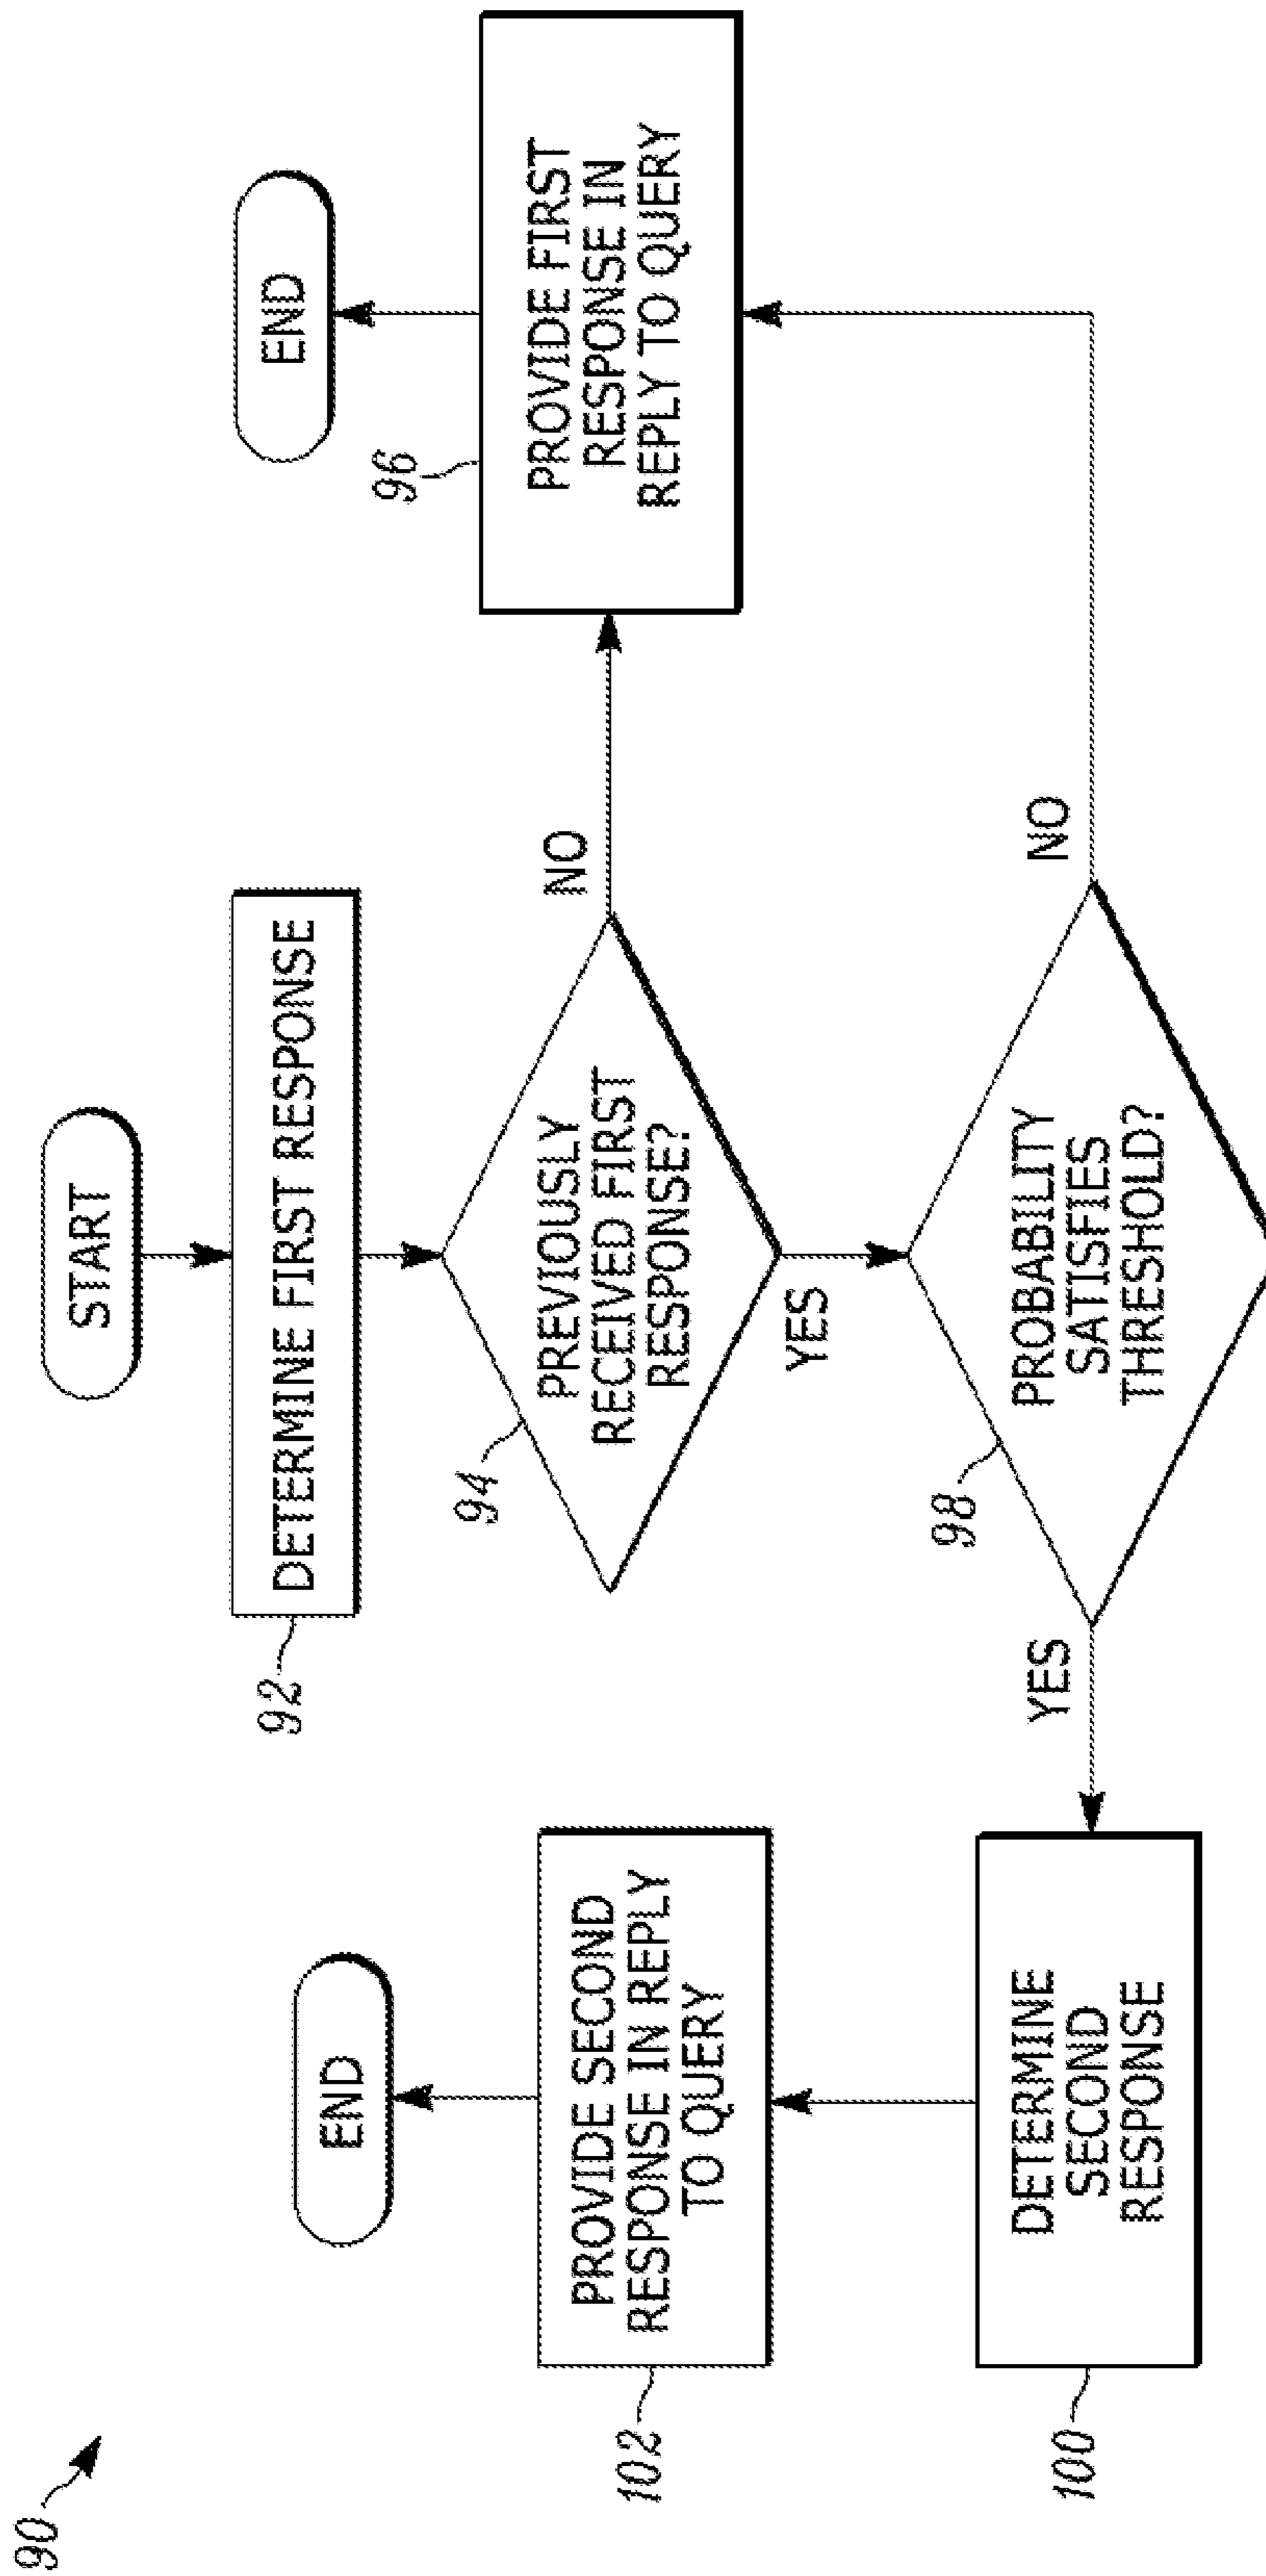 90
START
92
DETERMINE FIRST RESPONSE
94
PREVIOUSLY
RECEIVED FIRST
RESPONSE?
NO
YES
96
PROVIDE FIRST
RESPONSE IN
REPLY TO QUERY
END
98
PROBABILITY
SATISFIES
THRESHOLD?
NO
YES
100
DETERMINE
SECOND
RESPONSE
102
PROVIDE SECOND
RESPONSE IN REPLY
TO QUERY
END